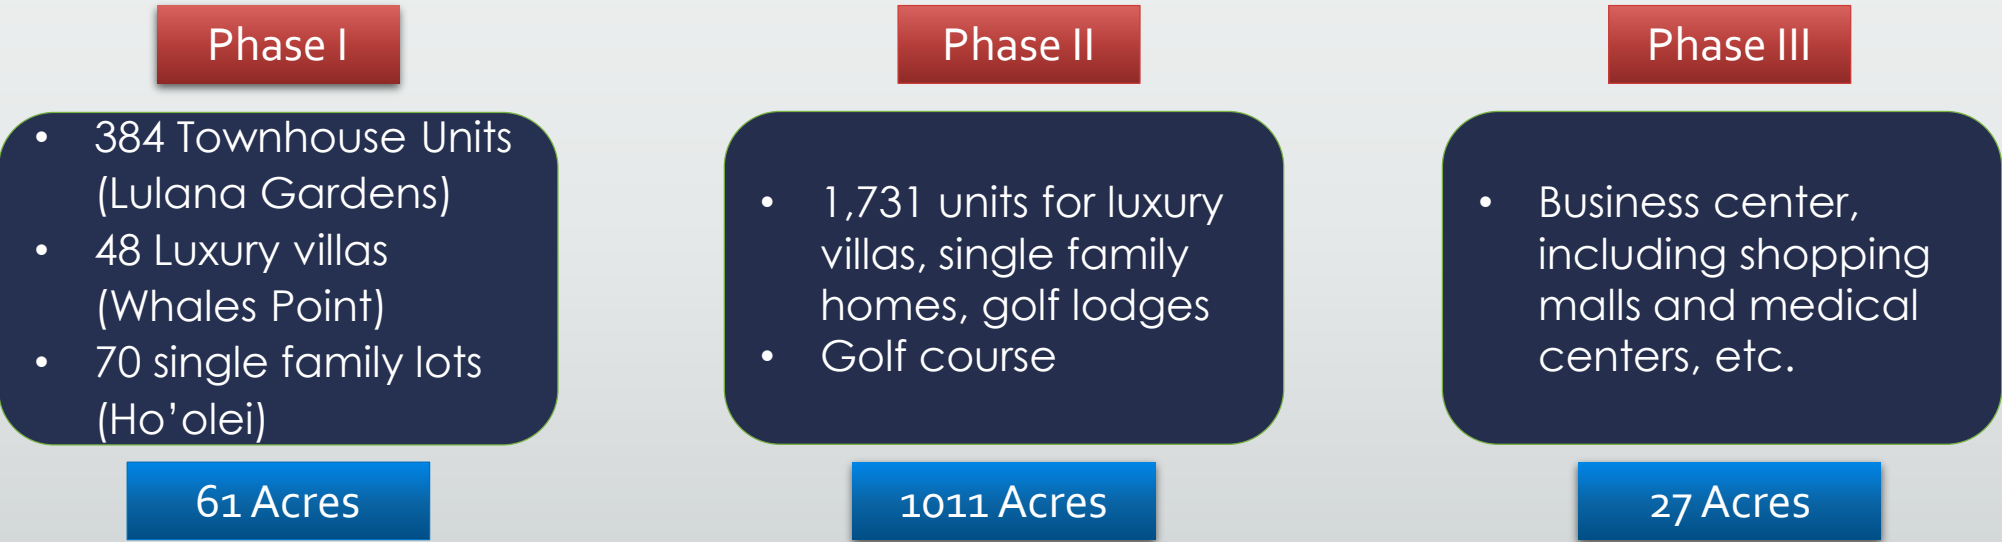 Phase I
• 384 Townhouse Units
(Lulana Gardens)
• 48 Luxury villas
(Whales Point)
• 70 single family lots
(Ho’olei)
61 Acres
Phase II
• 1,731 units for luxury
villas, single family
homes, golf lodges
• Golf course
1011 Acres
Phase III
• Business center,
including shopping
malls and medical
centers, etc.
27 Acres